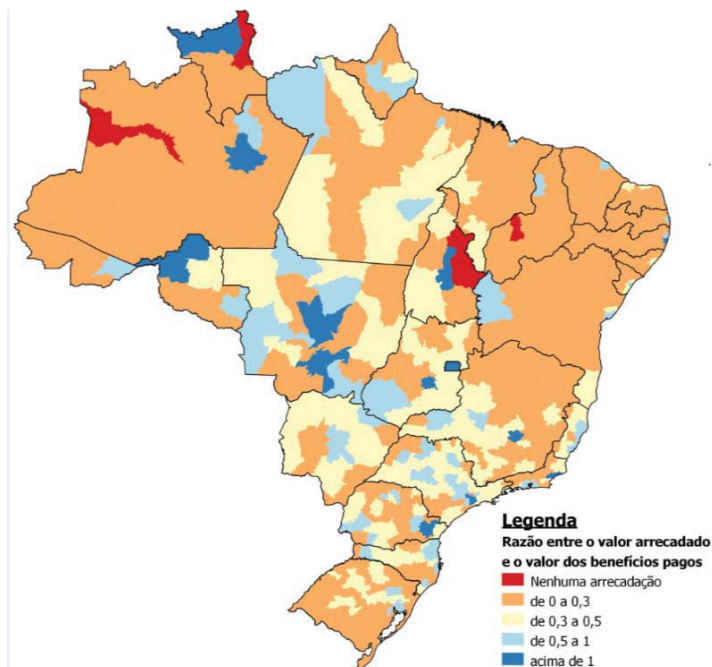 Legenda
Razão entre o valor arrecadado
e o valor dos benefícios pagos
Nenhuma arrecadação
de 0 a 0,3
de 0,3 a 0,5
de 0,5 a 1
acima de 1